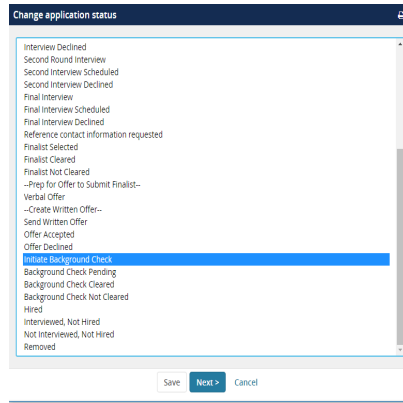 Change application status
Interview Declined
Second Round Interview
Second Interview Scheduled
Second Interview Declined
Final Interview
Final Interview Scheduled
Final Interview Declined
Reference contact information requested
Finalist Selected
Finalist Cleared
Finalist Not Cleared
--Prep for Offer to Submit Finalist--
Verbal Offer
--Create Written Offer--
Send Written Offer
Offer Accepted
Offer Declined
Initiate Background Check
Background Check Pending
Background Check Cleared
Background Check Not Cleared
Hired
Interviewed, Not Hired
Not Interviewed, Not Hired
Removed
Save Next > Cancel